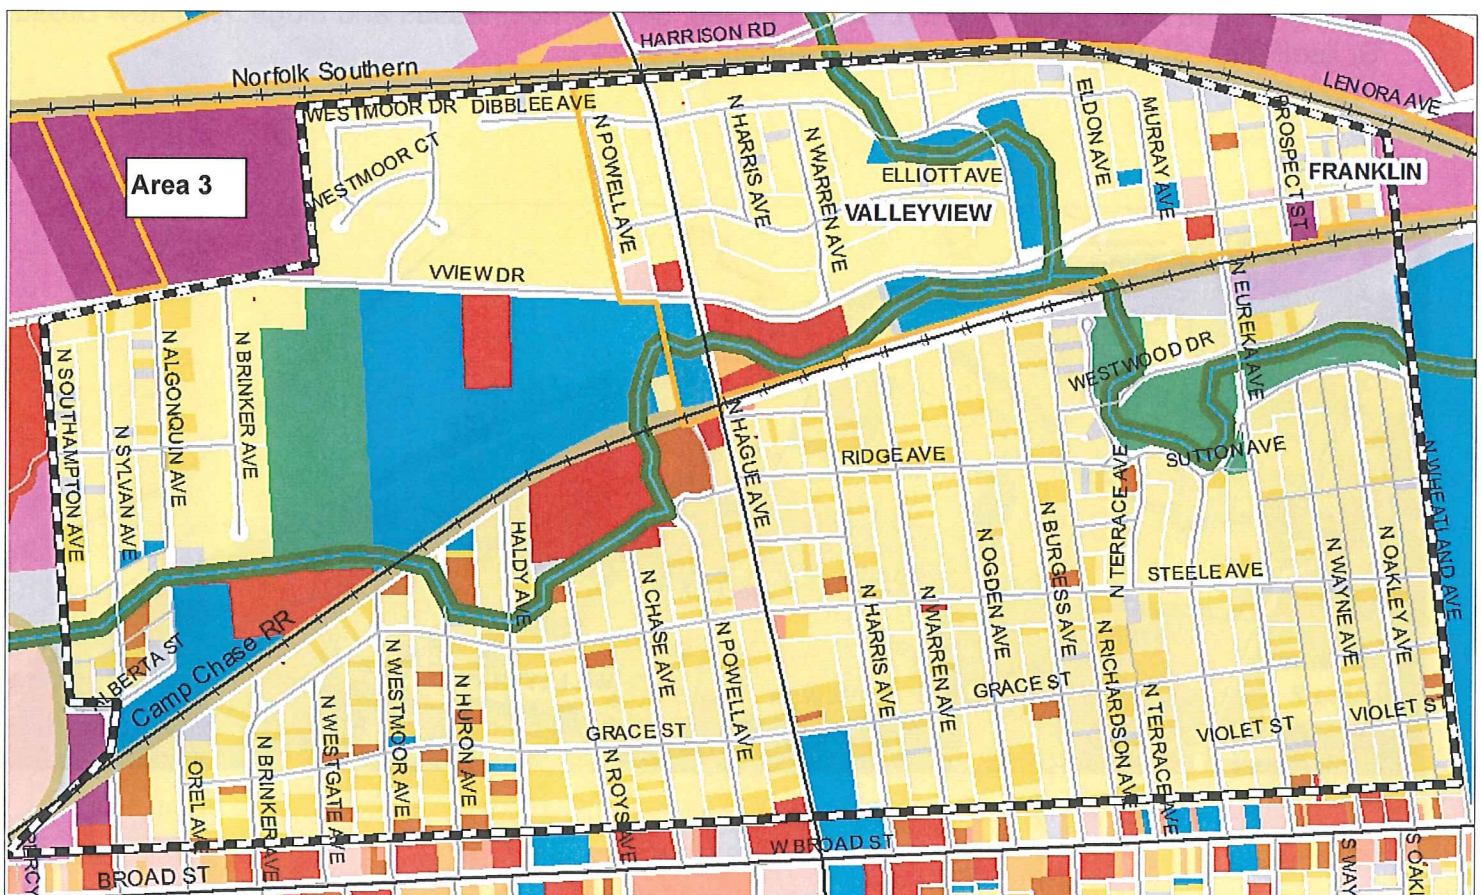 HARRISON RD
Norfolk Southern
LENORA AVE
WESTMOOR DR
DIBBLEE AVE
N POWELL AVE
N HARRIS AVE
N WARREN AVE
ELDON AVE
MURRAY AVE
PROSPECT ST
FRANKLIN
Area 3
WESTMOOR CT
ELLIOTT AVE
VALLEYVIEW
VVIEW DR
N EUREKA AVE
N SOUTHAMPTON AVE
N SYLVAN AVE
N ALGONQUIN AVE
N BRINKER AVE
WESTWOOD DR
N HAGUE AVE
RIDGE AVE
SUTTON AVE
N WHEATLAND AVE
HALDY AVE
N TERRACE AVE
N BURGESS AVE
N OGDEN AVE
STEELE AVE
N WAYNE AVE
N OAKLEY AVE
N CHASE AVE
N HARRIS AVE
N WARREN AVE
ALBERTA ST
Camp Chase RR
N WESTMOOR AVE
N HURON AVE
N POWELL AVE
N RICHARDSON AV
GRACE ST
N TERRACE AVE
VIOLET ST
VIOLET ST
N WESTGATE AVE
GRACE ST
N BRINKER AVE
OREL AVE
N ROYS AVE
W BROAD ST
BROAD ST
S WAY
S OAKL